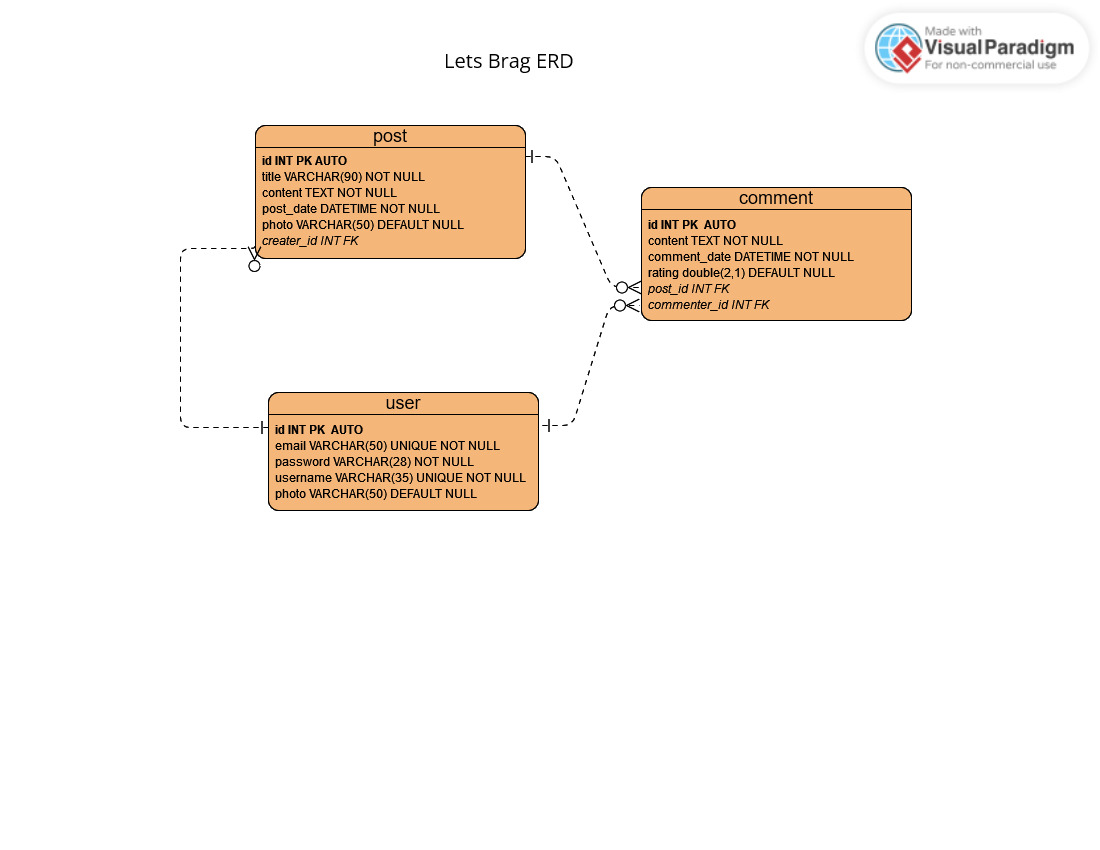 Made with
Visual Paradigm
For non-commercial use
Lets Brag ERD
post
id INT PK AUTO
title VARCHAR(90) NOT NULL
content TEXT NOT NULL
post_date DATETIME NOT NULL
photo VARCHAR(50) DEFAULT NULL
creater_id INT FK
comment
id INT PK  AUTO
content TEXT NOT NULL
comment_date DATETIME NOT NULL
rating double(2,1) DEFAULT NULL
post_id INT FK
commenter_id INT FK
user
id INT PK  AUTO
email VARCHAR(50) UNIQUE NOT NULL
password VARCHAR(28) NOT NULL
username VARCHAR(35) UNIQUE NOT NULL
photo VARCHAR(50) DEFAULT NULL